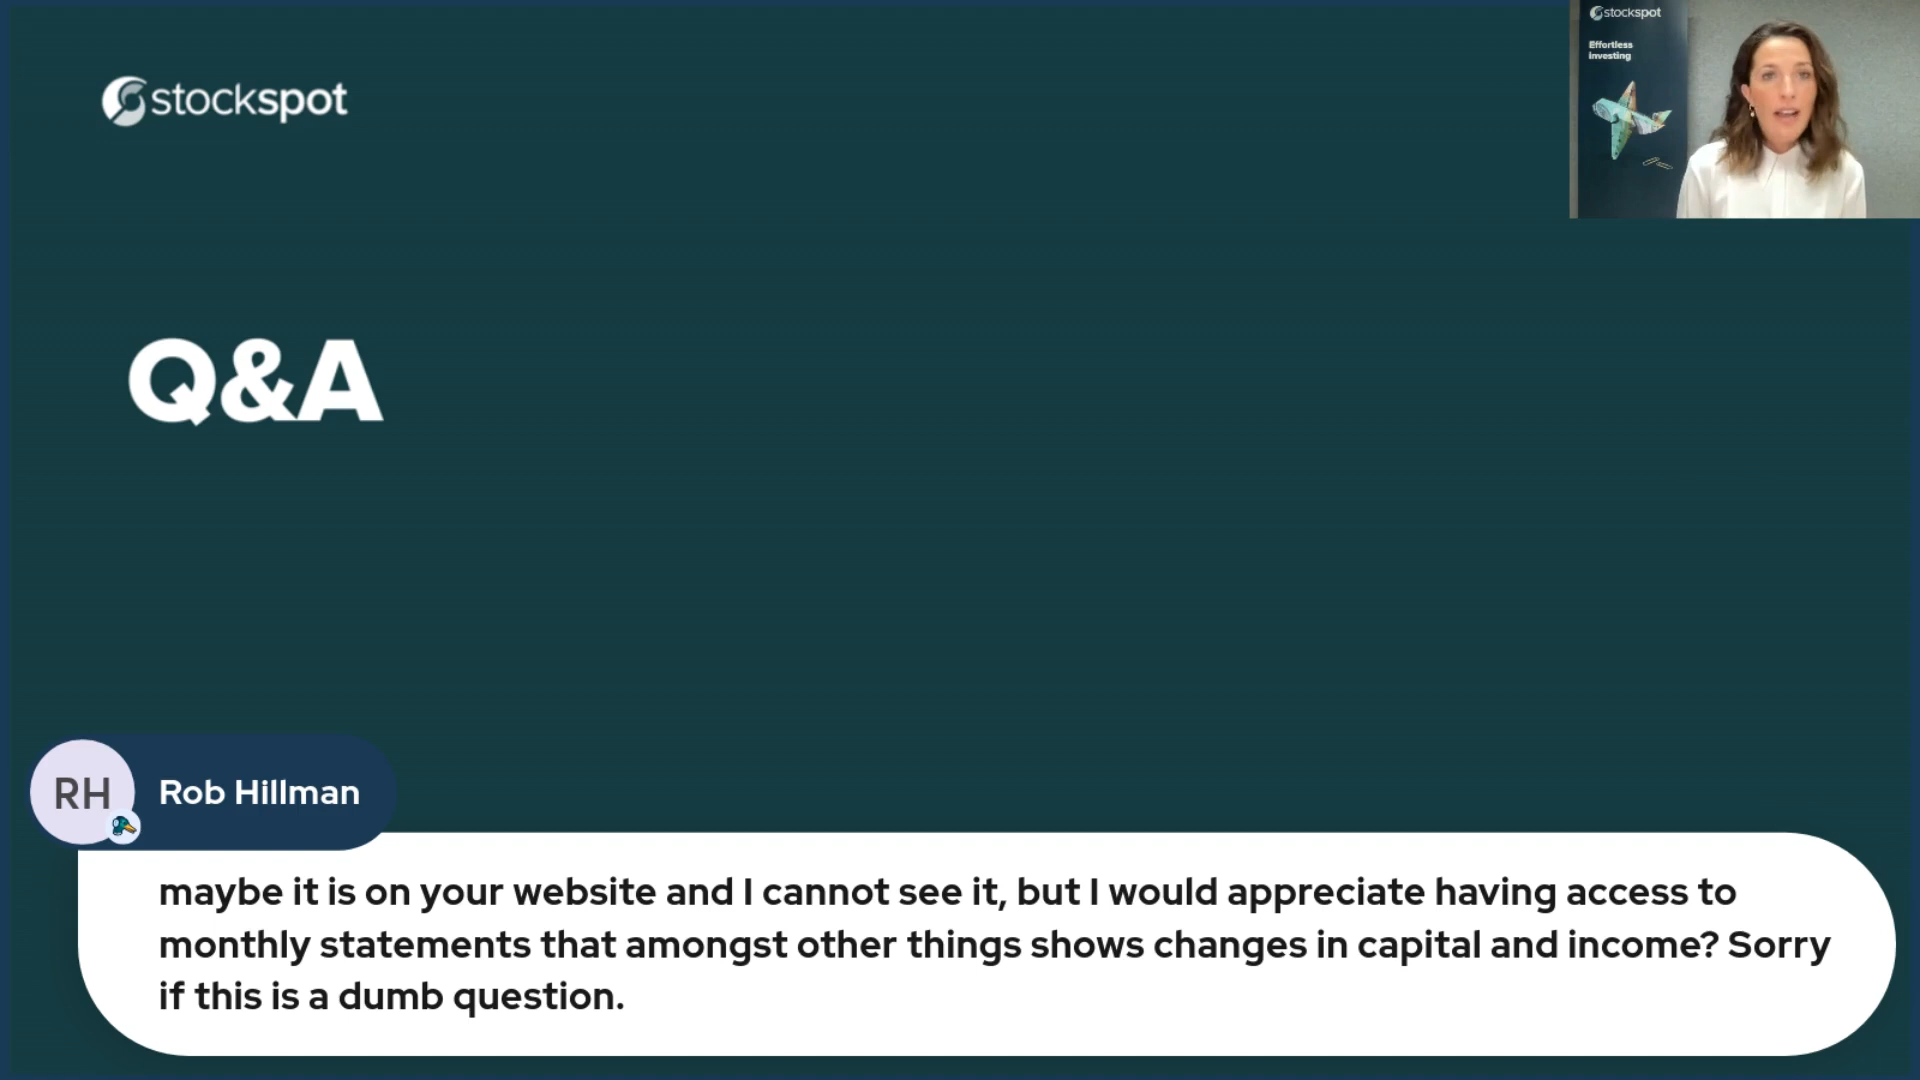 stockspot
stockspot
Effortless
Investing
Q&A
RH
Rob Hillman
maybe it is on your website and I cannot see it, but I would appreciate having access to
monthly statements that amongst other things shows changes in capital and income? Sorry
if this is a dumb question.